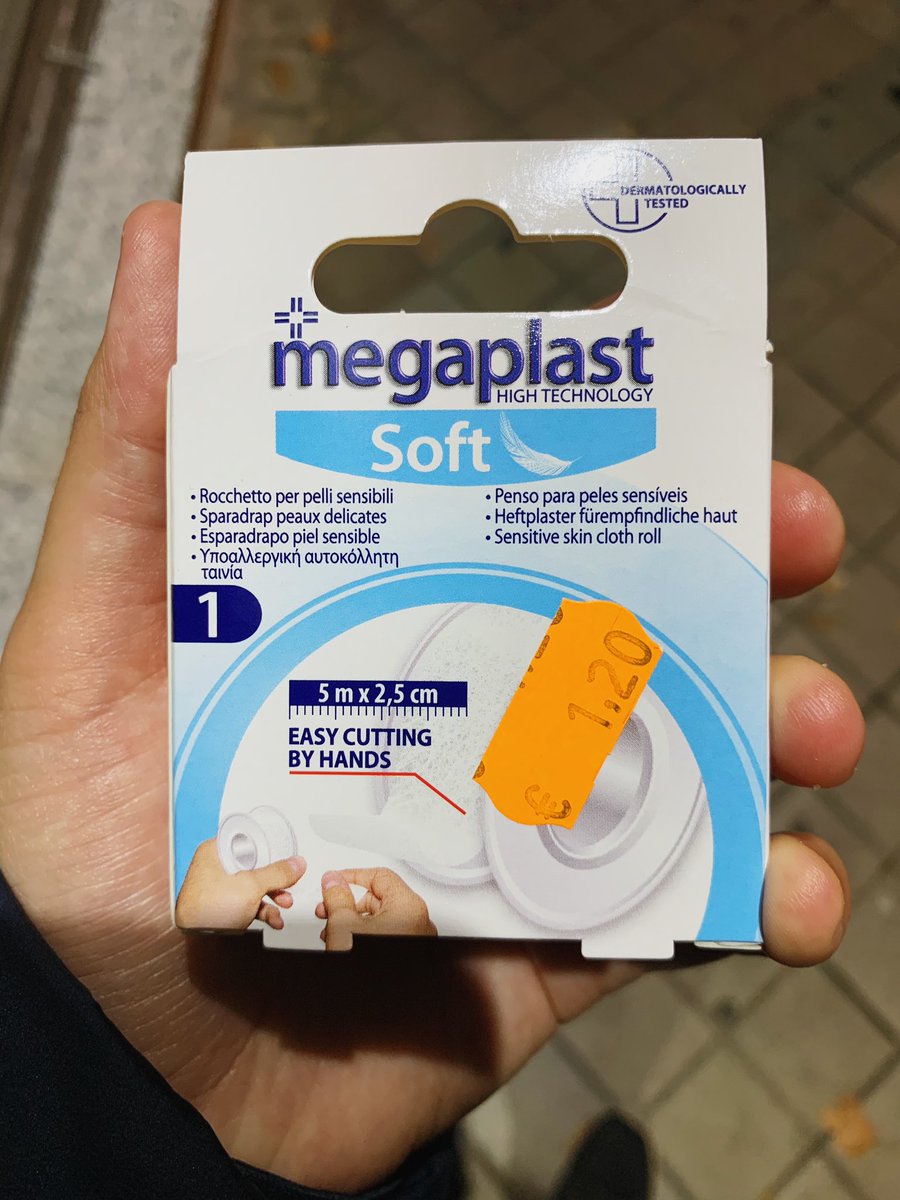 DERMATOLOGICALLY
TESTED
megaplast
HIGH TECHNOLOGY
Soft
• Rocchetto per pelli sensibili
• Sparadrap peaux delicates
• Esparadrapo piel sensible
• Υποαλλεργική αυτοκόλλητη
ταινία
• Penso para peles sensíveis
• Heftplaster fürempfindliche haut
• Sensitive skin cloth roll
1
5 m x 2,5 cm
EASY CUTTING
BY HANDS
1,20
€